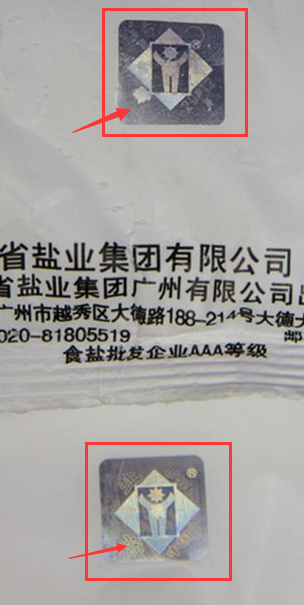 ®
省盐业集团有限公司
省盐业集团广州有限公司出
广州市越秀区大德路188-214号大德大
020-81805519 邮
食盐批发企业AAA等级
®